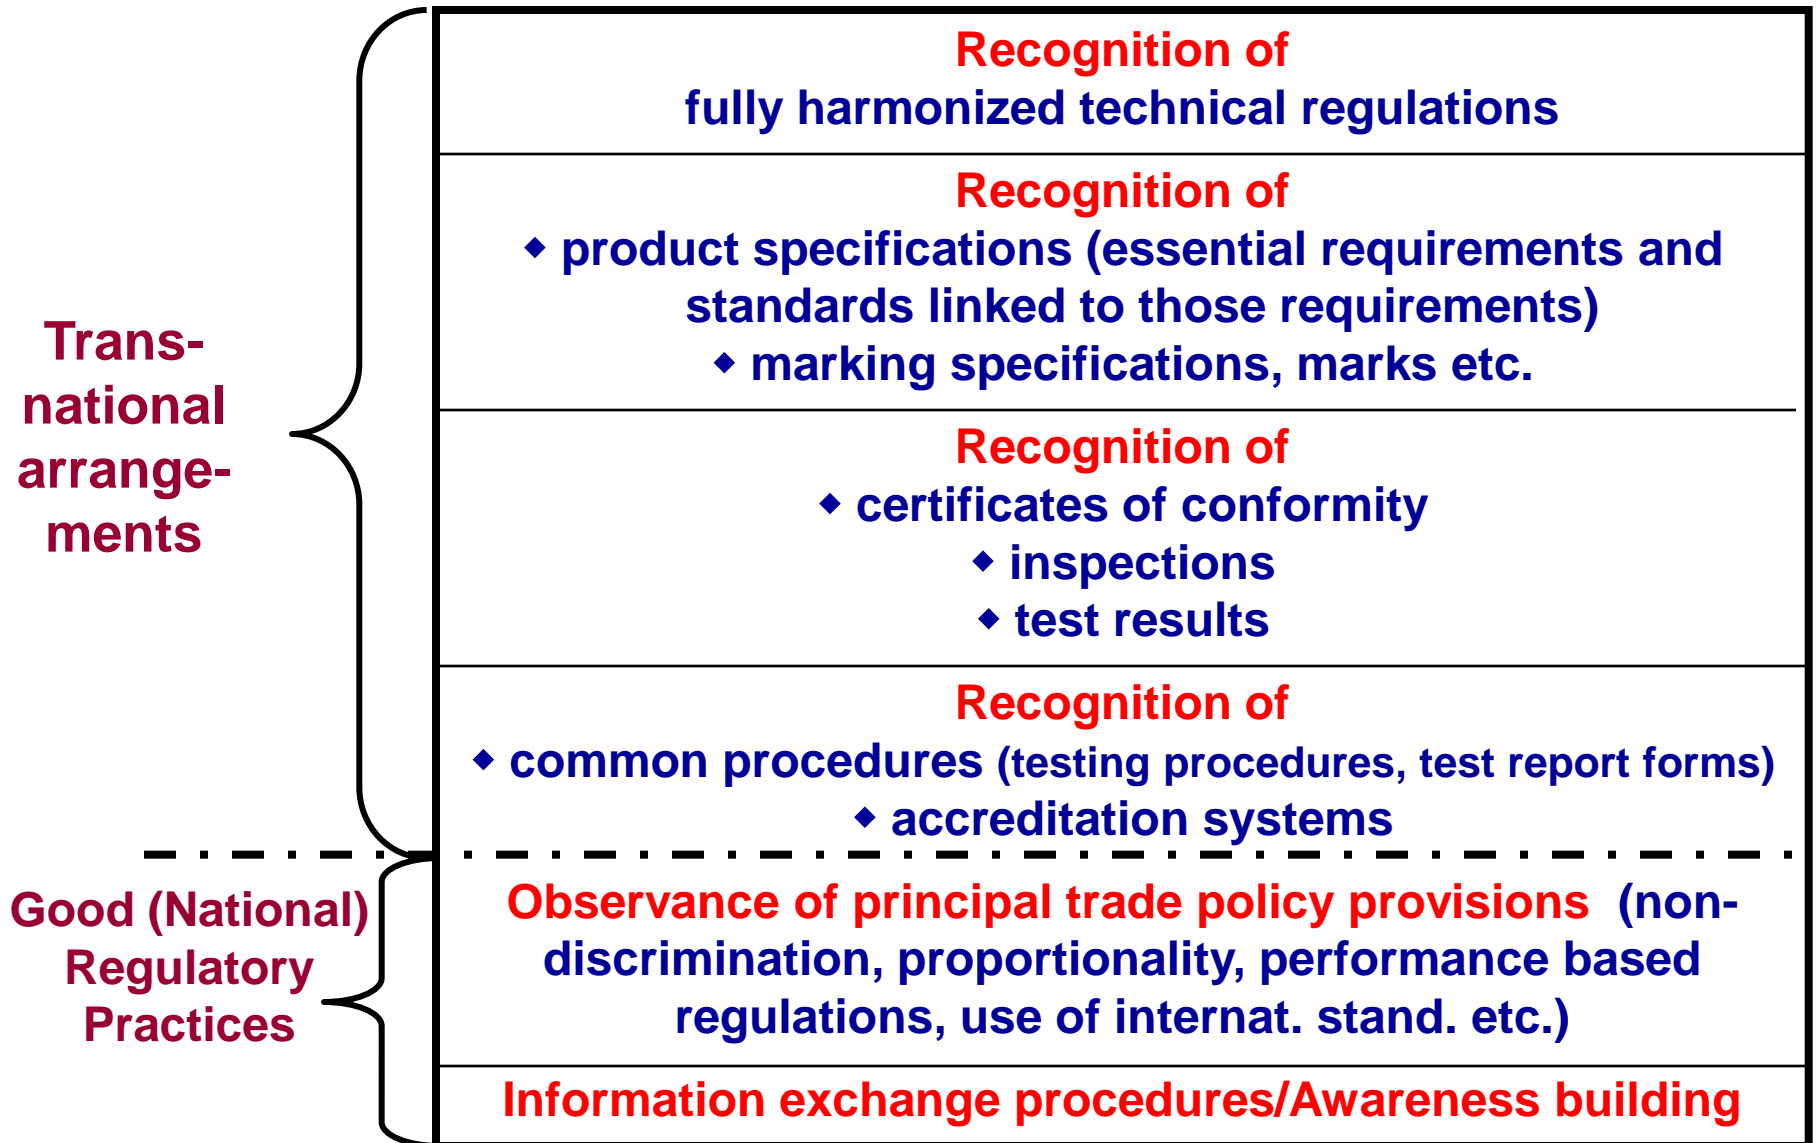 Trans-
national
arrange-
ments
Recognition of
fully harmonized technical regulations
Recognition of
◆ product specifications (essential requirements and
standards linked to those requirements)
◆ marking specifications, marks etc.
Recognition of
◆ certificates of conformity
◆ inspections
◆ test results
Recognition of
◆ common procedures (testing procedures, test report forms)
◆ accreditation systems
Good (National)
Regulatory
Practices
Observance of principal trade policy provisions (non-
discrimination, proportionality, performance based
regulations, use of internat. stand. etc.)
Information exchange procedures/Awareness building